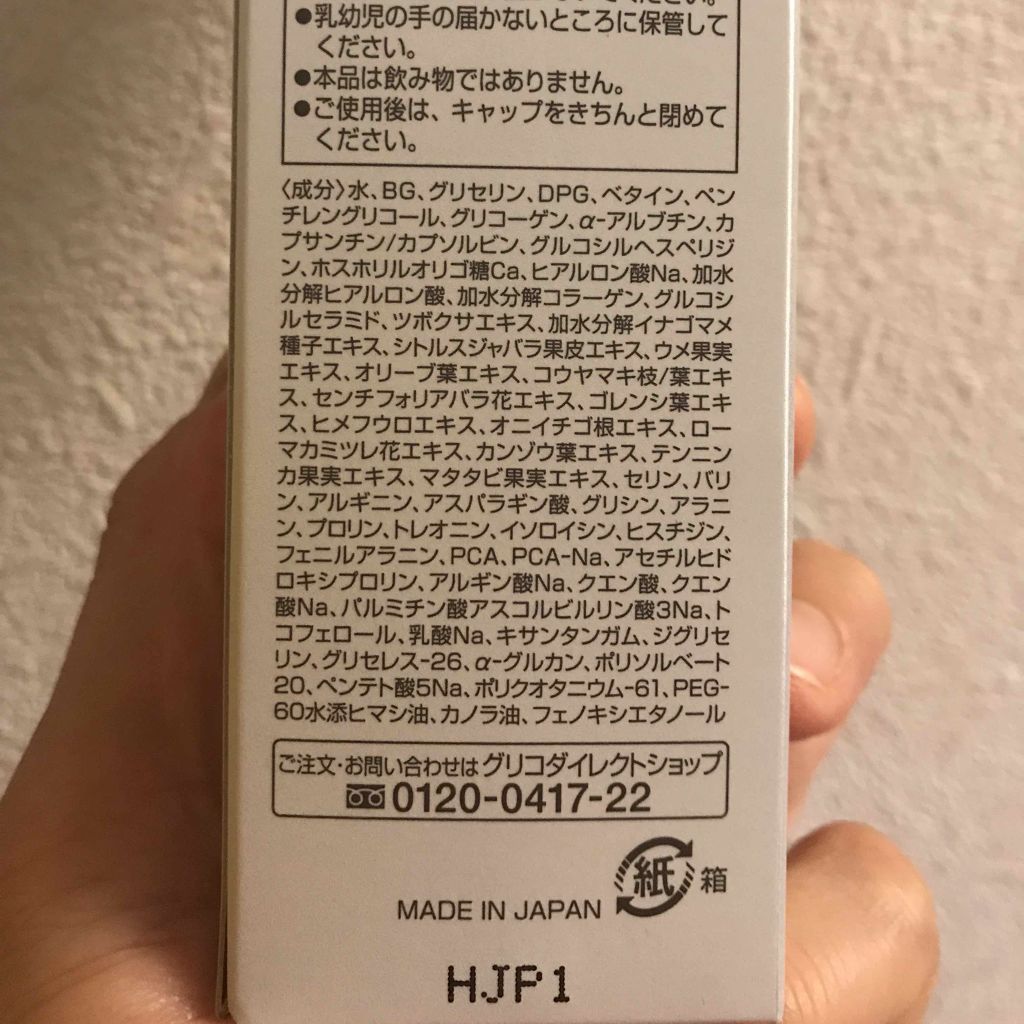 ●乳幼児の手の届かないところに保管して
ください。
●本品は飲み物ではありません。
●ご使用後は、キャップをきちんと閉めて
ください。
〈成分〉水、BG、グリセリン、DPG、ベタイン、ペン
チレングリコール、グリコーゲン、α-アルブチン、カ
プサンチン/カプソルビン、グルコシルヘスペリジ
ン、ホスホリルオリゴ糖Ca、ヒアルロン酸Na、加水
分解ヒアルロン酸、加水分解コラーゲン、グルコシ
ルセラミド、ツボクサエキス、加水分解イナゴマメ
種子エキス、シトルスジャバラ果皮エキス、ウメ果実
エキス、オリーブ葉エキス、コウヤマキ枝/葉エキ
ス、センチフォリアバラ花エキス、ゴレンシ葉エキ
ス、ヒメフウロエキス、オニイチゴ根エキス、ロー
マカミツレ花エキス、カンゾウ葉エキス、テンニン
カ果実エキス、マタタビ果実エキス、セリン、バリ
ン、アルギニン、アスパラギン酸、グリシン、アラニ
ン、プロリン、トレオニン、イソロイシン、ヒスチジン、
フェニルアラニン、PCA、PCA-Na、アセチルヒド
ロキシプロリン、アルギン酸Na、クエン酸、クエン
酸Na、パルミチン酸アスコルビルリン酸3Na、ト
コフェロール、乳酸Na、キサンタンガム、ジグリセ
リン、グリセレス-26、α-グルカン、ポリソルベート
20、ペンテト酸5Na、ポリクオタニウム-61、PEG-
60水添ヒマシ油、カノラ油、フェノキシエタノール
ご注文・お問い合わせは グリコダイレクトショップ
0120-0417-22
紙 箱
MADE IN JAPAN
HJP1